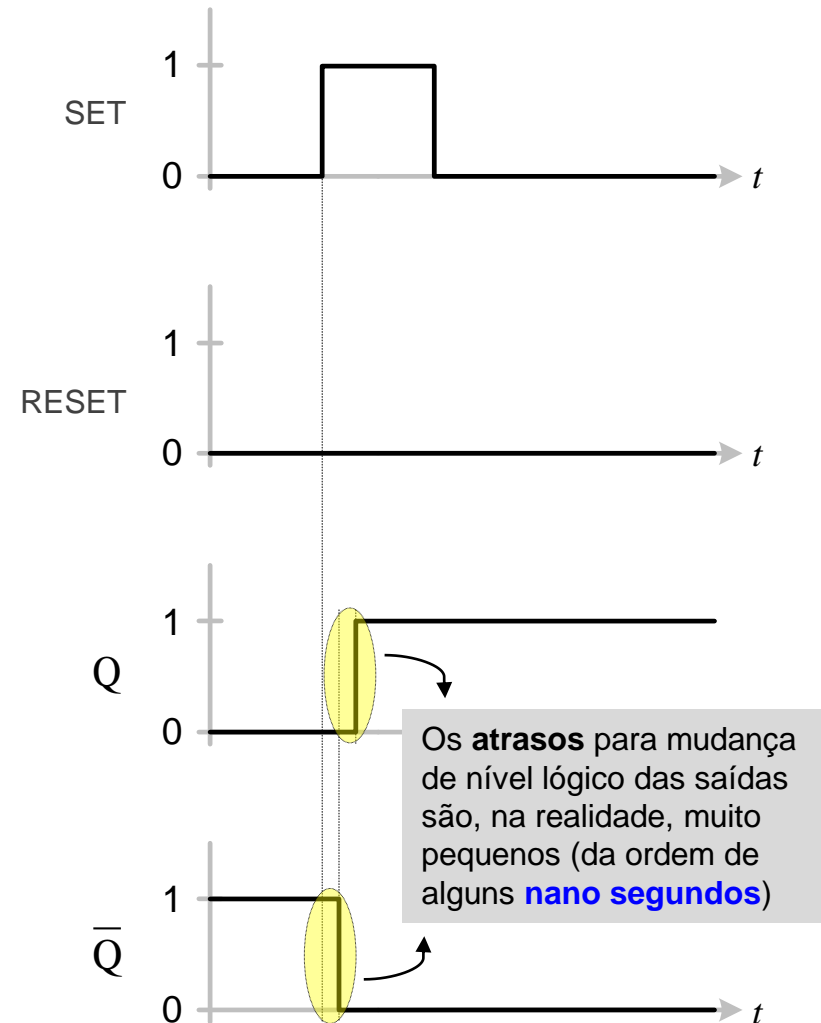 1
SET
0
t
1
RESET
0
t
1
Q
0
Os atrasos para mudança
de nível lógico das saídas
são, na realidade, muito
pequenos (da ordem de
alguns nano segundos)
1
Q̅
0
t